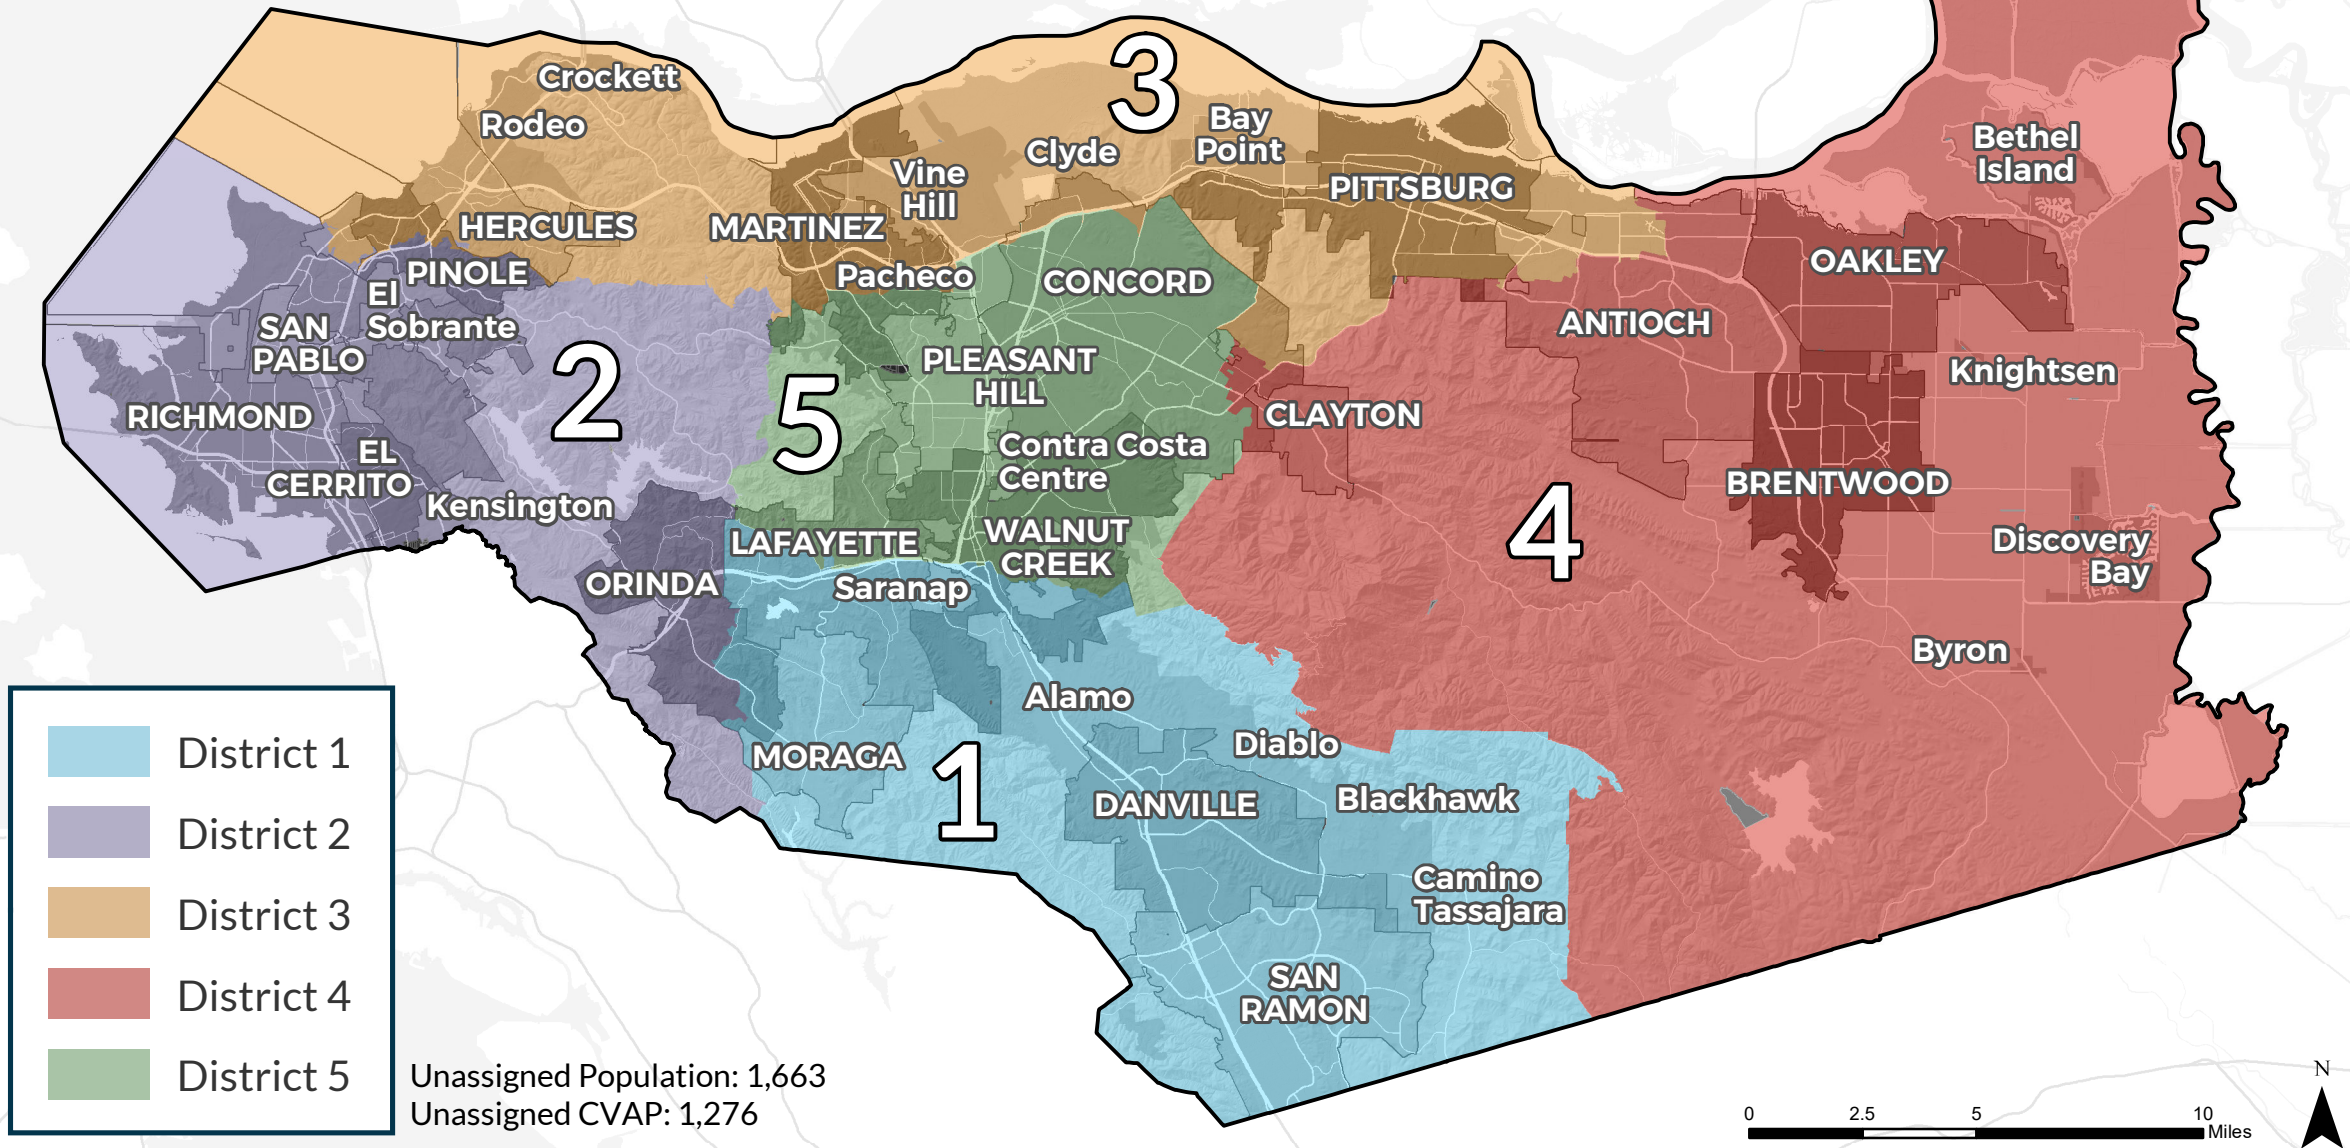 3
Crockett
Rodeo
Bay
Point
Clyde
Bethel
Island
Vine
Hill
PITTSBURG
HERCULES
MARTINEZ
OAKLEY
PINOLE
Pacheco
CONCORD
El
Sobrante
SAN
PABLO
ANTIOCH
PLEASANT
HILL
Knightsen
2
5
RICHMOND
CLAYTON
EL
CERRITO
Contra Costa
Centre
BRENTWOOD
Kensington
4
LAFAYETTE
WALNUT
CREEK
Discovery
Bay
ORINDA
Saranap
Byron
Alamo
Diablo
MORAGA
1
DANVILLE
Blackhawk
Camino
Tassajara
SAN
RAMON
District 1
District 2
District 3
District 4
District 5
Unassigned Population: 1,663
Unassigned CVAP: 1,276
N
0 2.5 5 10
Miles